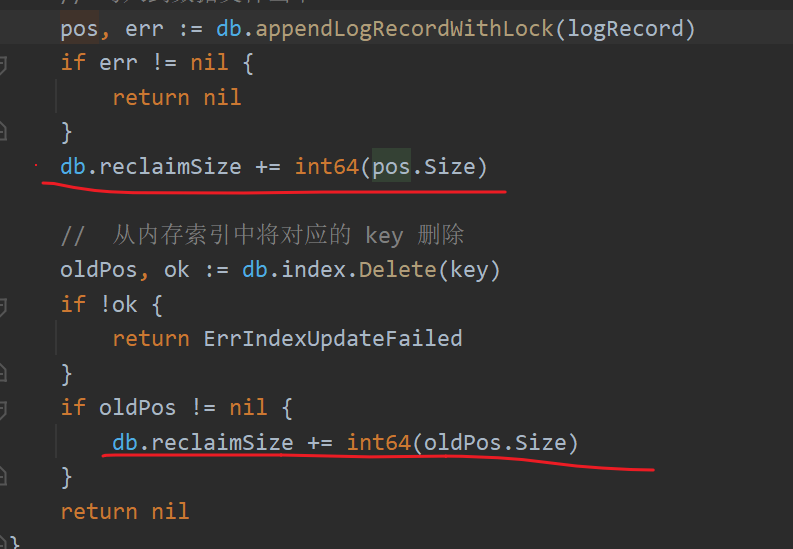 pos, err := db.appendLogRecordWithLock(logRecord)
if err != nil {
return nil
}
db.reclaimSize += int64(pos.Size)
// 从内存索引中将对应的 key 删除
oldPos, ok := db.index.Delete(key)
if !ok {
return ErrIndexUpdateFailed
}
if oldPos != nil {
db.reclaimSize += int64(oldPos.Size)
}
return nil
}